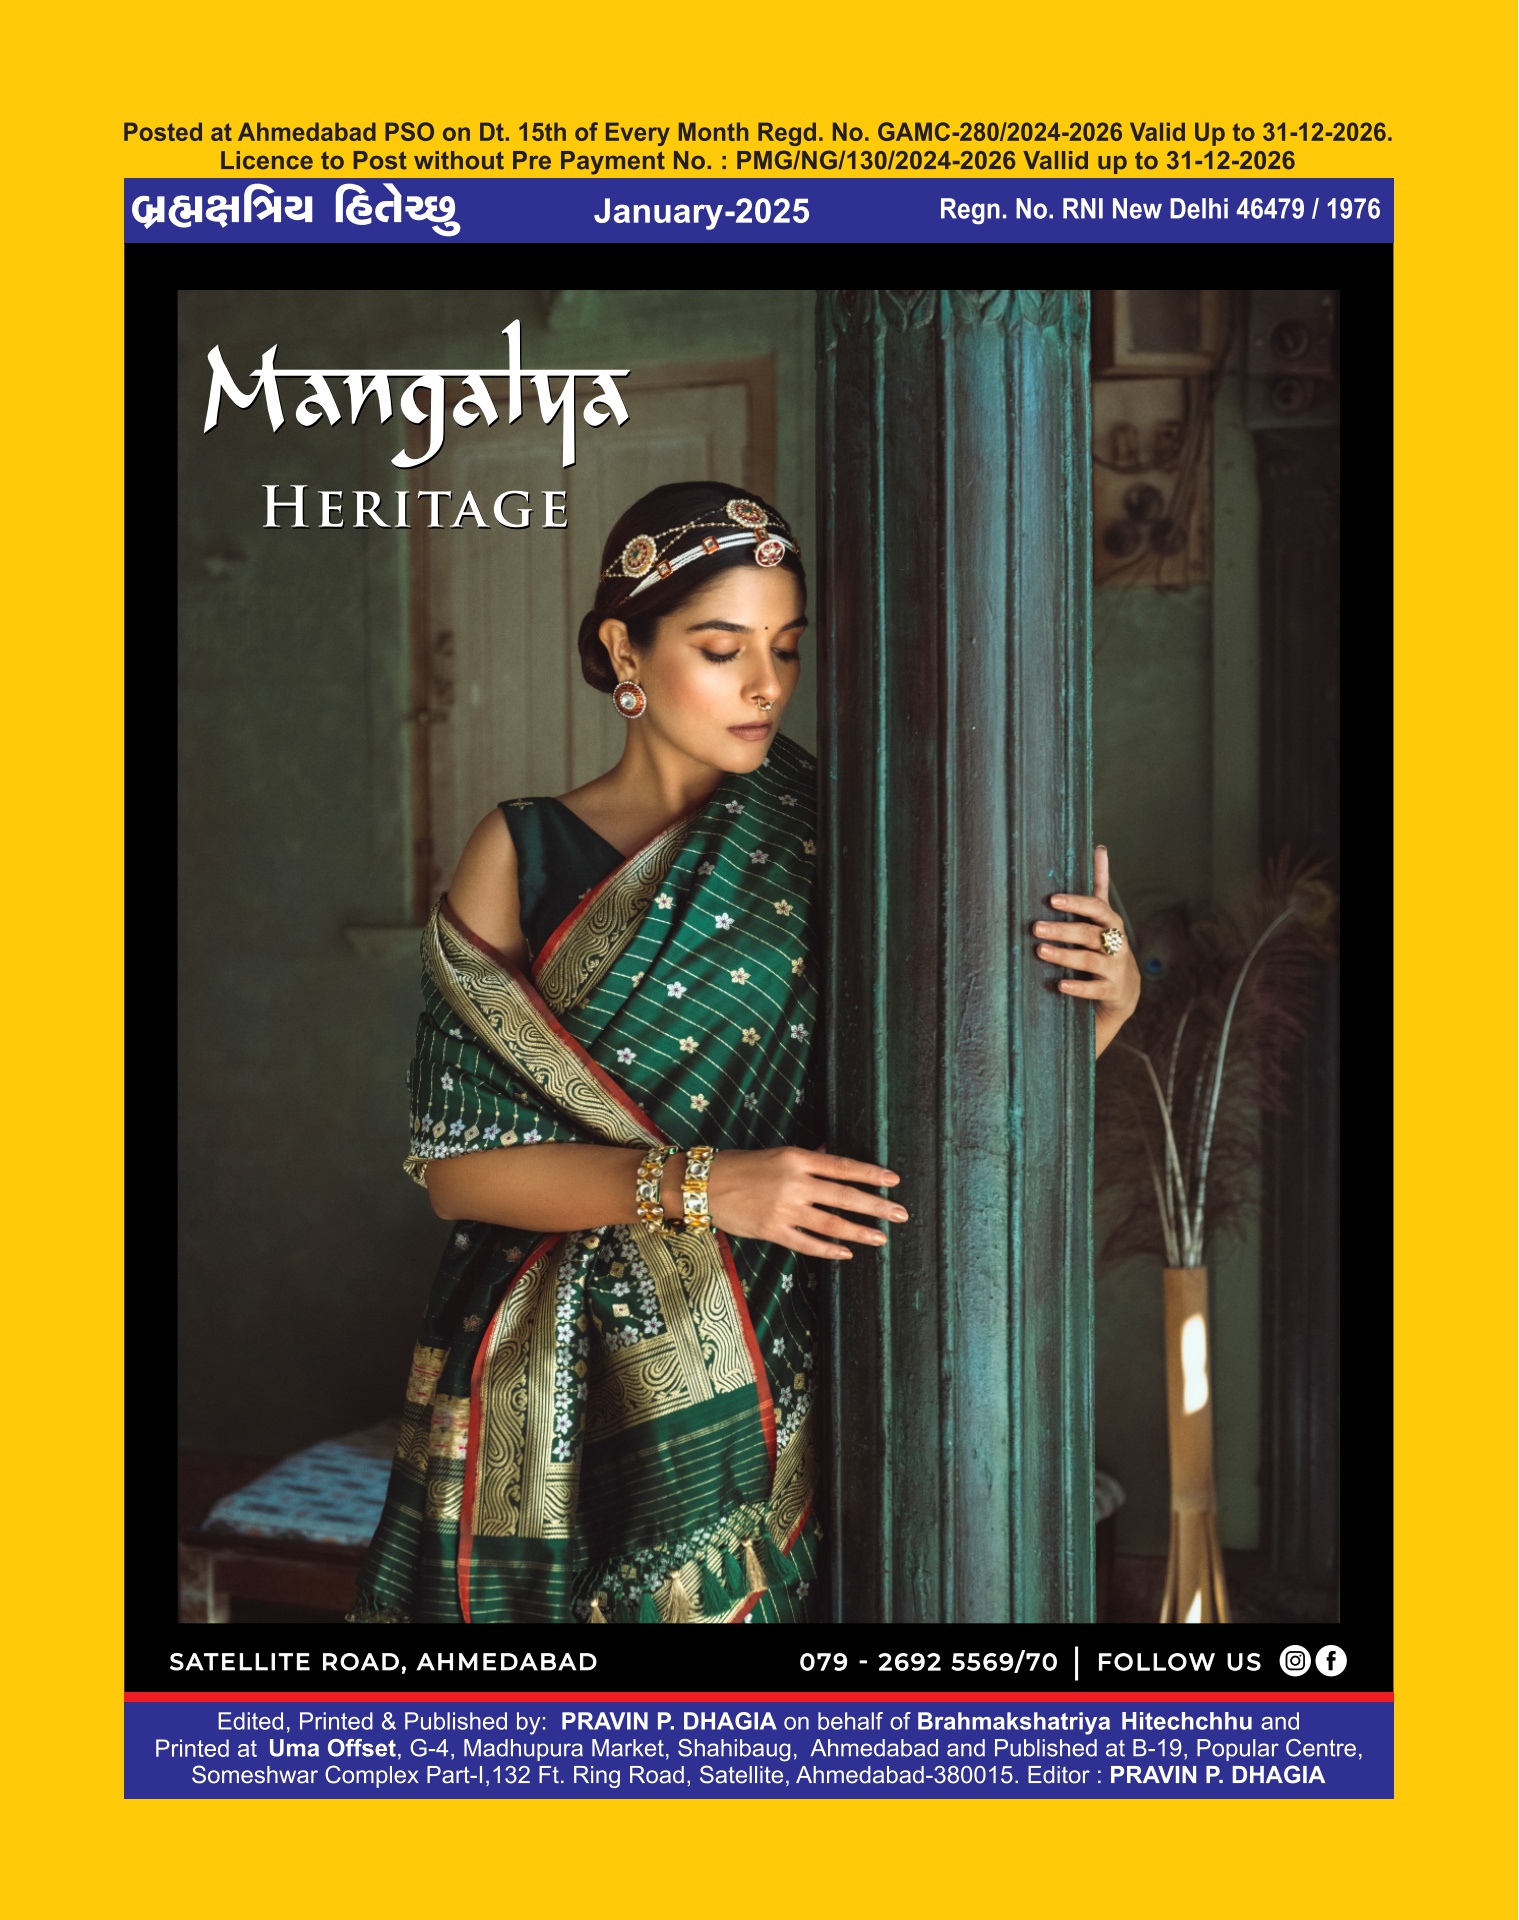 Posted at Ahmedabad PSO on Dt. 15th of Every Month Regd. No. GAMC-280/2024-2026 Valid Up to 31-12-2026.
Licence to Post without Pre Payment No. : PMG/NG/130/2024-2026 Vallid up to 31-12-2026
બ્રહ્મક્ષત્રિય હિતેચ્છુ January-2025 Regn. No. RNI New Delhi 46479 / 1976
Mangalya
HERITAGE
SATELLITE ROAD, AHMEDABAD 079 - 2692 5569/70 | FOLLOW US
Edited, Printed & Published by: PRAVIN P. DHAGIA on behalf of Brahmakshatriya Hitechchhu and
Printed at Uma Offset, G-4, Madhupura Market, Shahibaug, Ahmedabad and Published at B-19, Popular Centre,
Someshwar Complex Part-I,132 Ft. Ring Road, Satellite, Ahmedabad-380015. Editor : PRAVIN P. DHAGIA